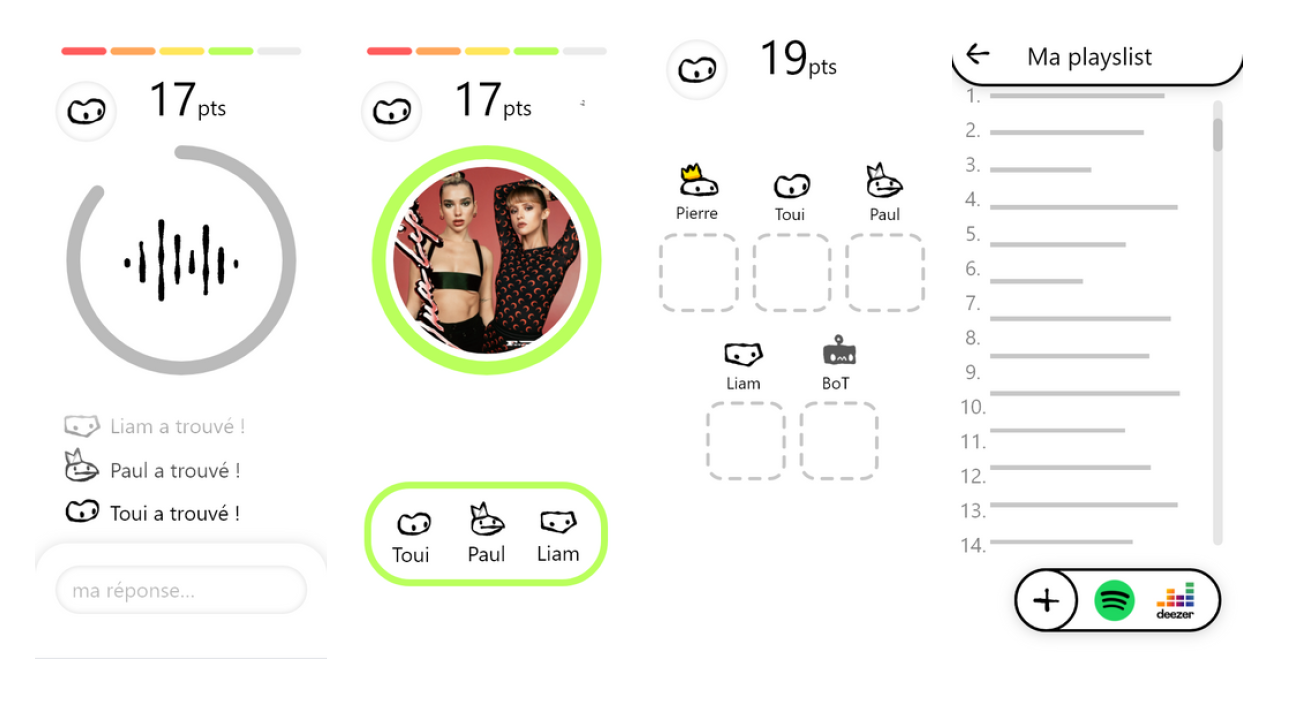 17pts
Liam a trouvé !
Paul a trouvé !
Toui a trouvé !
ma réponse...
17pts
Toui Paul Liam
19pts
Pierre Toui Paul
Liam BoT
Ma playslist
1.
2.
3.
4.
5.
6.
7.
8.
9.
10.
11.
12.
13.
14.
deezer